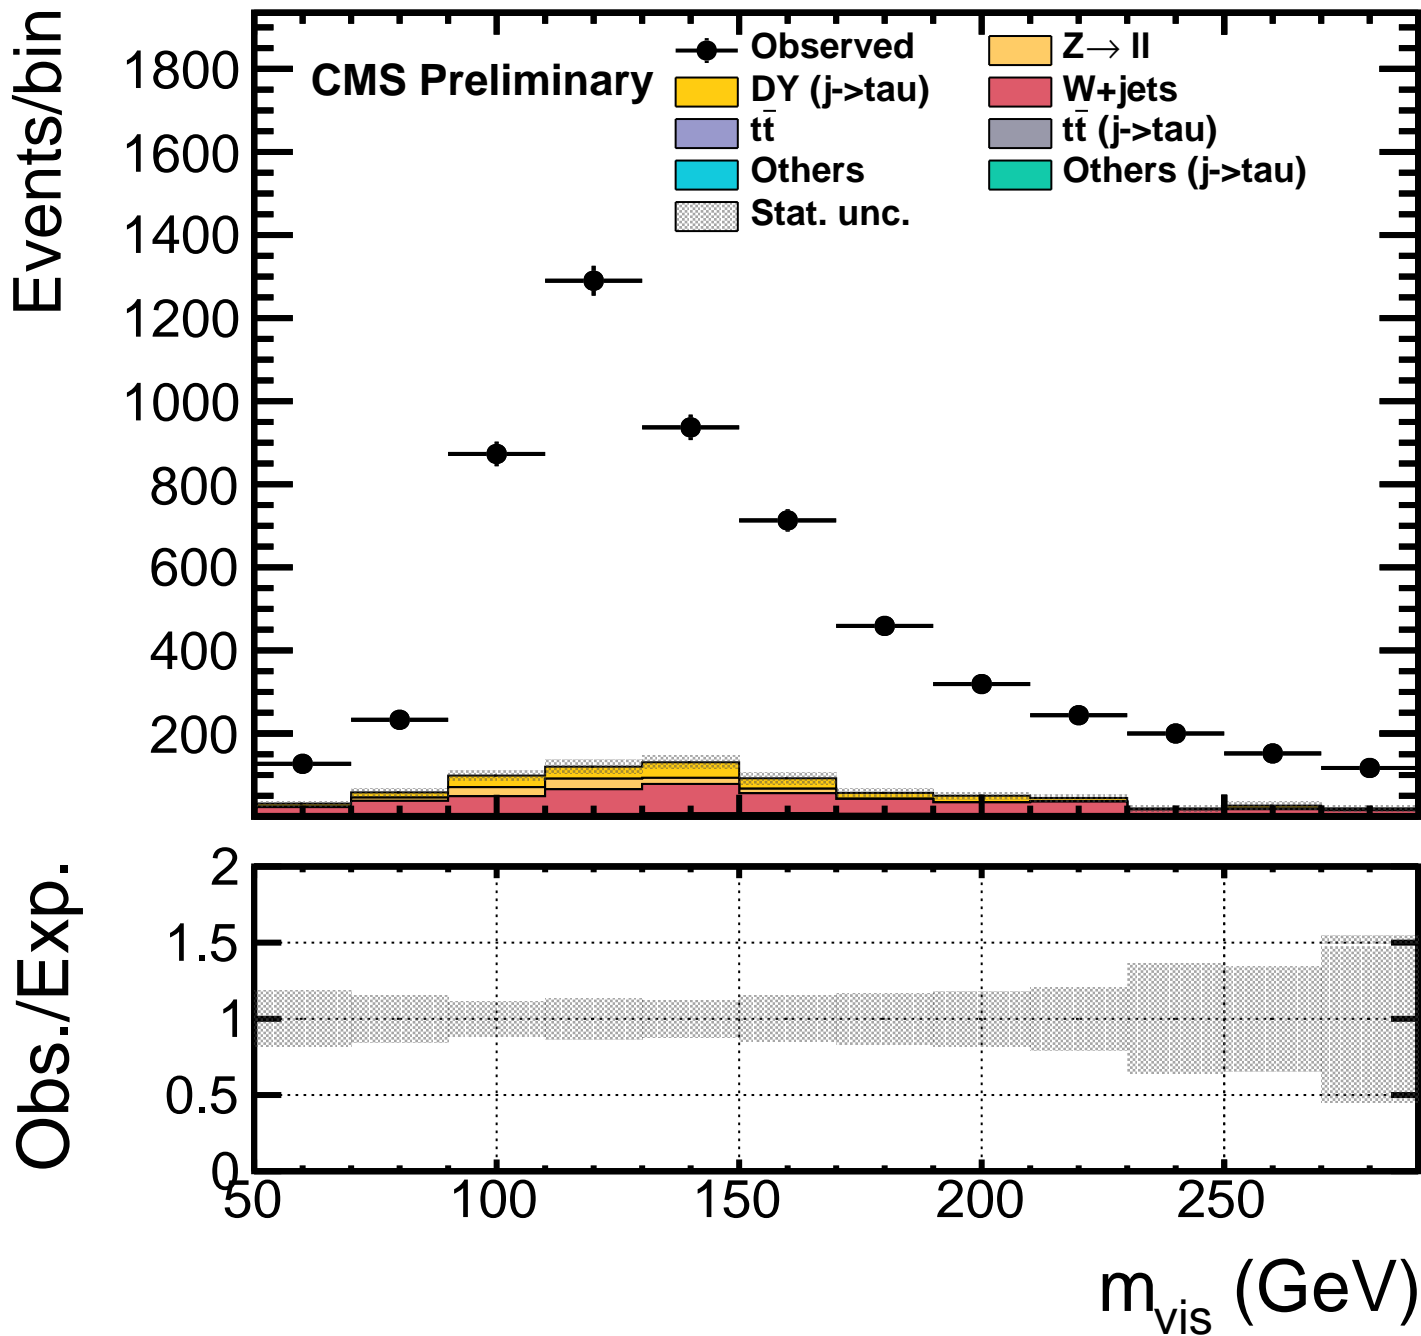 Events/bin
CMS Preliminary
Observed
Z→ ll
DY (j->tau)
W+jets
tt̄
tt̄ (j->tau)
Others
Others (j->tau)
Stat. unc.
1800
1600
1400
1200
1000
800
600
400
200
Obs./Exp.
2
1.5
1
0.5
0
50 100 150 200 250
m_vis (GeV)